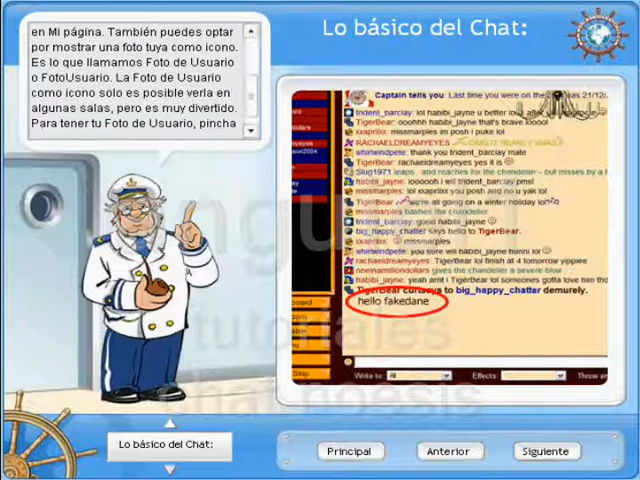 Lo básico del Chat:
en Mi página. También puedes optar
por mostrar una foto tuya como icono.
Es lo que llamamos Foto de Usuario
o FotoUsuario. La Foto de Usuario
como icono solo es posible verla en
algunas salas, pero es muy divertido.
Para tener tu Foto de Usuario, pincha
Captain tells you: Last time you were on the
trident_barclay: lol habibi_jayne u better
TigerBear: ooohhh habibi_jayne that's brave looool
xxaprilxx: missmarples im posh i puke lol
RACHAELDREAMYEYES
whirlwindpete: thank you trident_barclay mate
TigerBear: rachaeldreamyeyes yes it is
Slug1971 leaps and reaches for the chandelier - but misses by a
habibi_jayne: loooooh i will trident_barclay pmsl
missmarples: lol xxaprilxx you posh and no u yak lol
TigerBear we're all going on a winter holiday
missmarples bashes the chandelier
trident_barclay: good habibi_jayne
big_happy_chatter says hello to TigerBear.
xxaprilxx: missmarples
whirlwindpete: you sure will habibi_jayne hunni lol
rachaeldreamyeyes: TigerBear lol finish at 4 tomorrow yippiee
oneinamilliondollars gives the chandelier a severe blow
habibi_jayne: yeah amt i TigerBear lol someones gotta love him tho
TigerBear curtseys to big_happy_chatter demurely.
hello fakedane
Write to: All Effects: Throw
tutoriales
chat noesis
Lo básico del Chat:
Principal Anterior Siguiente